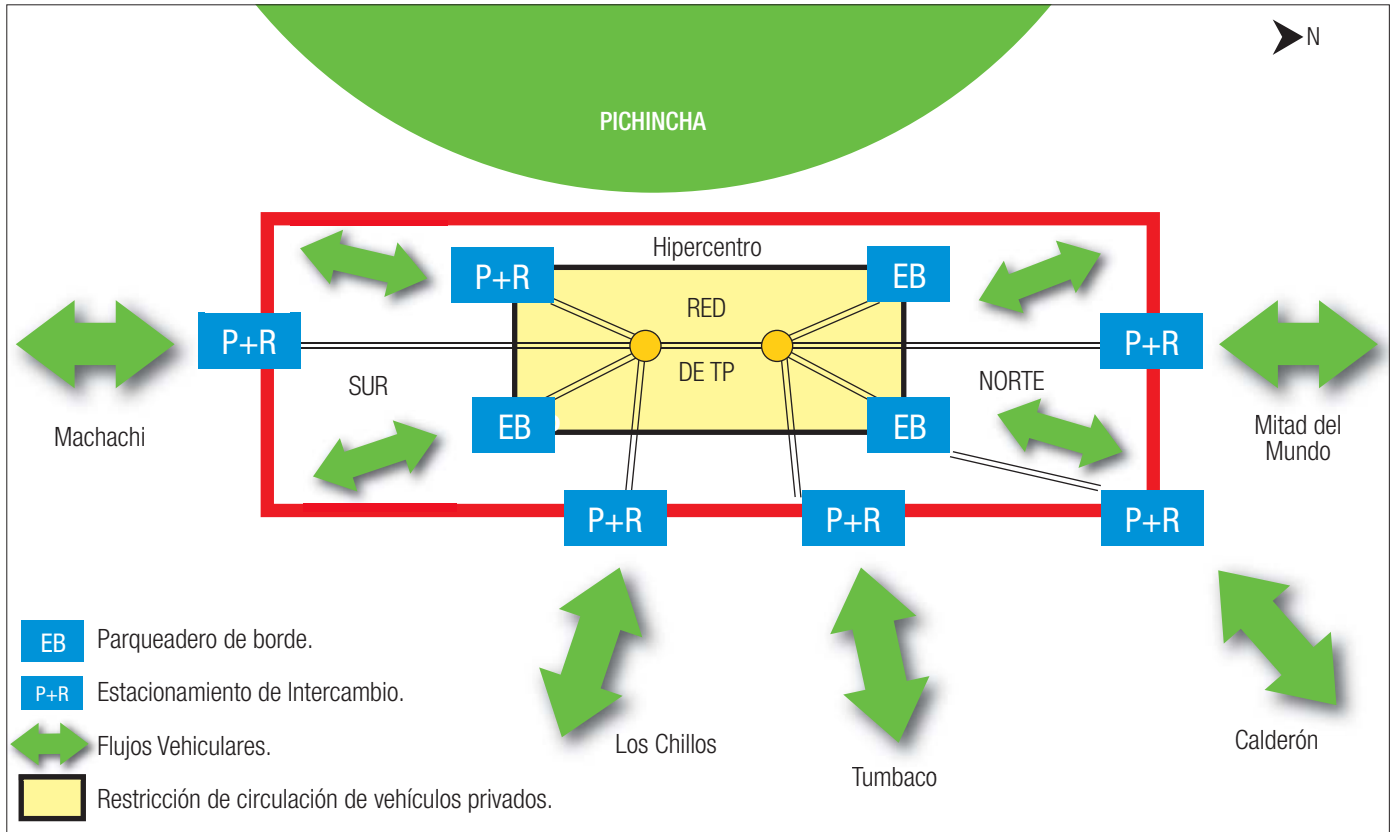 N
PICHINCHA
Hipercentro
P+R
EB
RED
P+R
P+R
DE TP
SUR
NORTE
EB
EB
Machachi
Mitad del
Mundo
P+R
P+R
P+R
Los Chillos
Tumbaco
Calderón
EB Parqueadero de borde.
P+R Estacionamiento de Intercambio.
Flujos Vehiculares.
Restricción de circulación de vehículos privados.